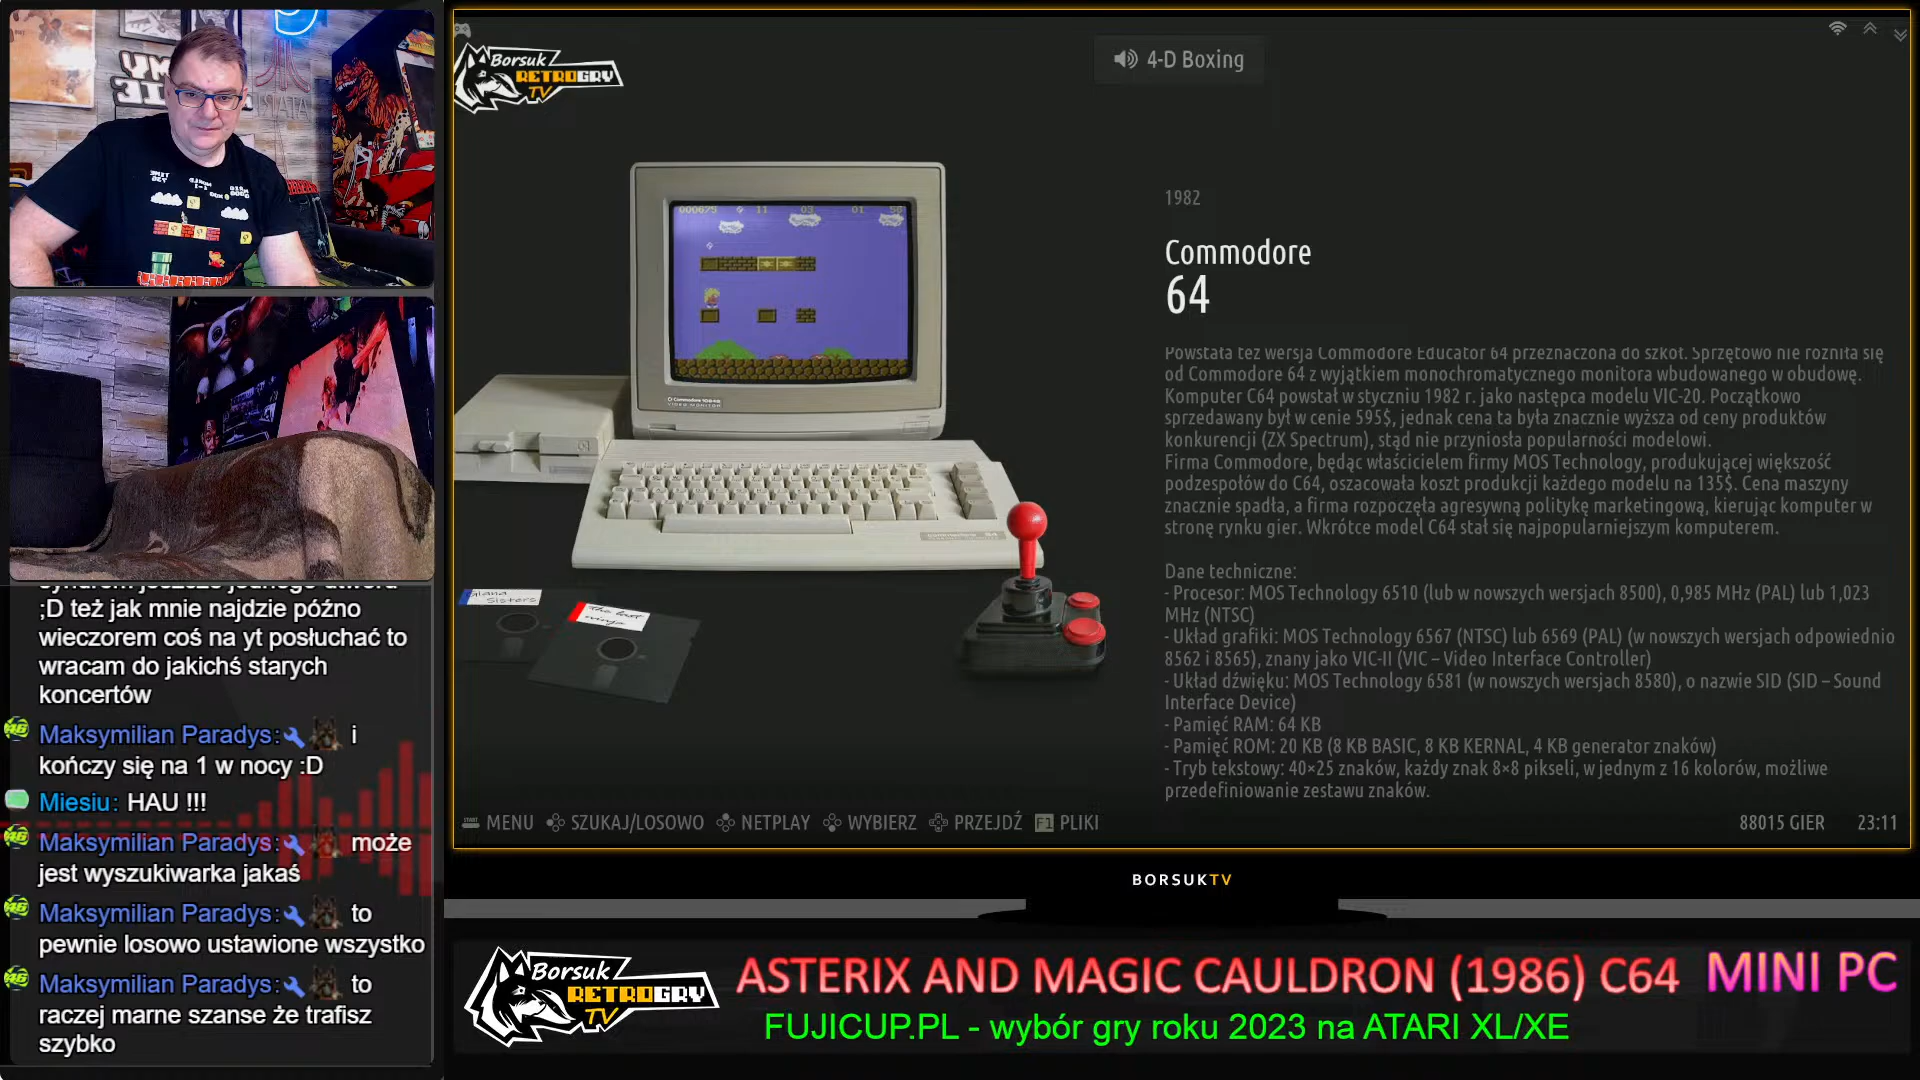 Borsuk
RETROGRY
TV
4-D Boxing
1982
Commodore
64
Powstała też wersja Commodore Educator 64 przeznaczona do szkół. Sprzętowo nie różniła się
od Commodore 64 z wyjątkiem monochromatycznego monitora wbudowanego w obudowę.
Komputer C64 powstał w styczniu 1982 r. jako następca modelu VIC-20. Początkowo
sprzedawany był w cenie 595$, jednak cena ta była znacznie wyższa od ceny produktów
konkurencji (ZX Spectrum), stąd nie przyniosła popularności modelowi.
Firma Commodore, będąc właścicielem firmy MOS Technology, produkującej większość
podzespołów do C64, oszacowała koszt produkcji każdego modelu na 135$. Cena maszyny
znacznie spadła, a firma rozpoczęła agresywną politykę marketingową, kierując komputer w
stronę rynku gier. Wkrótce model C64 stał się najpopularniejszym komputerem.
Dane techniczne:
- Procesor: MOS Technology 6510 (lub w nowszych wersjach 8500), 0,985 MHz (PAL) lub 1,023
MHz (NTSC)
- Układ grafiki: MOS Technology 6567 (NTSC) lub 6569 (PAL) (w nowszych wersjach odpowiednio
8562 i 8565), znany jako VIC-II (VIC – Video Interface Controller)
- Układ dźwięku: MOS Technology 6581 (w nowszych wersjach 8580), o nazwie SID (SID – Sound
Interface Device)
- Pamięć RAM: 64 KB
- Pamięć ROM: 20 KB (8 KB BASIC, 8 KB KERNAL, 4 KB generator znaków)
- Tryb tekstowy: 40×25 znaków, każdy znak 8×8 pikseli, w jednym z 16 kolorów, możliwe
przedefiniowanie zestawu znaków.
Giana
Sisters
The last
ninja
START MENU SZUKAJ/LOSOWO NETPLAY WYBIERZ PRZEJDŹ F1 PLIKI
88015 GIER 23:11
;D też jak mnie najdzie późno
wieczorem coś na yt posłuchać to
wracam do jakichś starych
koncertów
Maksymilian Paradys: i
kończy się na 1 w nocy :D
Miesiu: HAU !!!
Maksymilian Paradys: może
jest wyszukiwarka jakaś
Maksymilian Paradys: to
pewnie losowo ustawione wszystko
Maksymilian Paradys: to
raczej marne szanse że trafisz
szybko
BORSUKTV
Borsuk
RETROGRY
TV
ASTERIX AND MAGIC CAULDRON (1986) C64 MINI PC
FUJICUP.PL - wybór gry roku 2023 na ATARI XL/XE